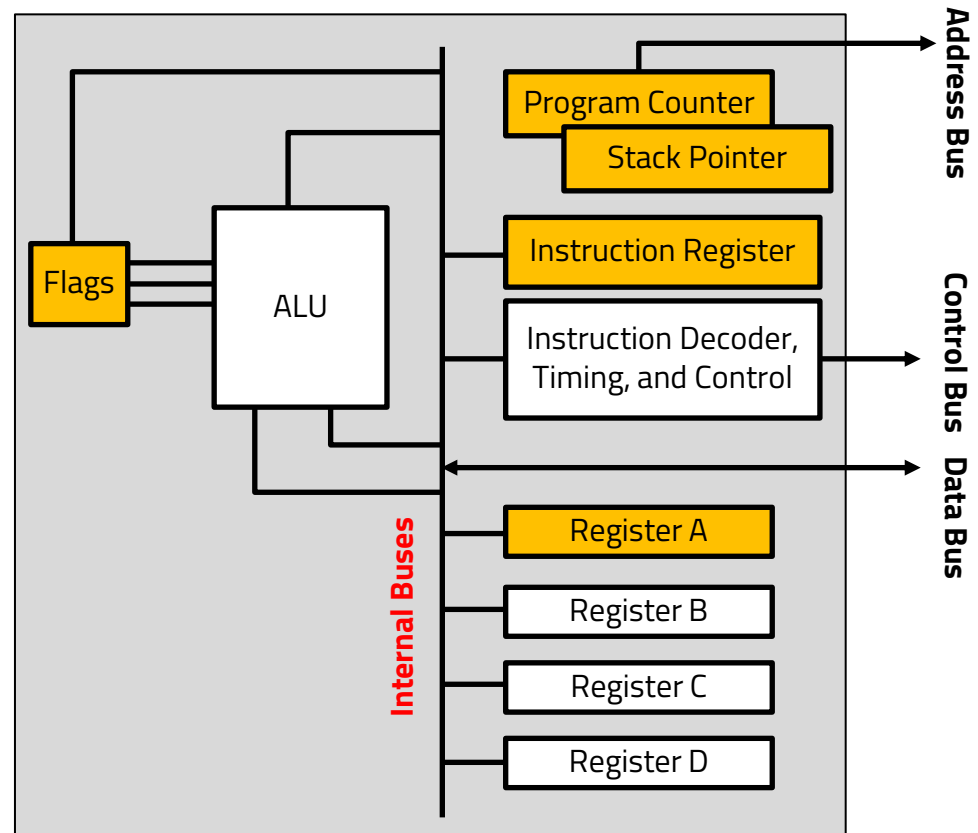 Program Counter
Stack Pointer
Address Bus
Flags
ALU
Instruction Register
Instruction Decoder,
Timing, and Control
Control Bus
Data Bus
Internal Buses
Register A
Register B
Register C
Register D